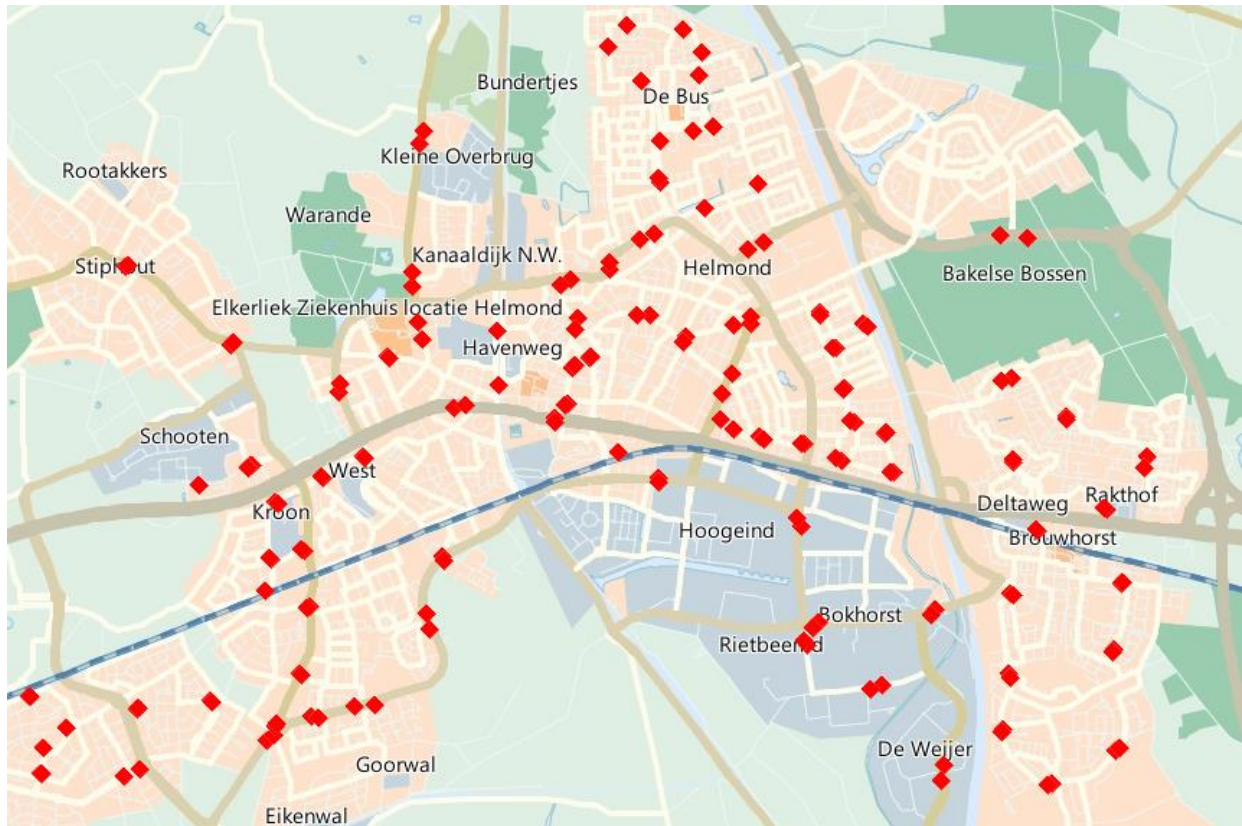 Bundertjes
De Bus
Kleine Overbrug
Rootakkers
Warande
Kanaaldijk N.W.
Stiphout
Helmond
Bakelse Bossen
Elkerliek Ziekenhuis locatie Helmond
Havenweg
Schooten
West
Deltaweg
Rakthof
Kroon
Hoogeind
Brouwhorst
Bokhorst
Rietbeemd
De Weijer
Goorwal
Eikenwal